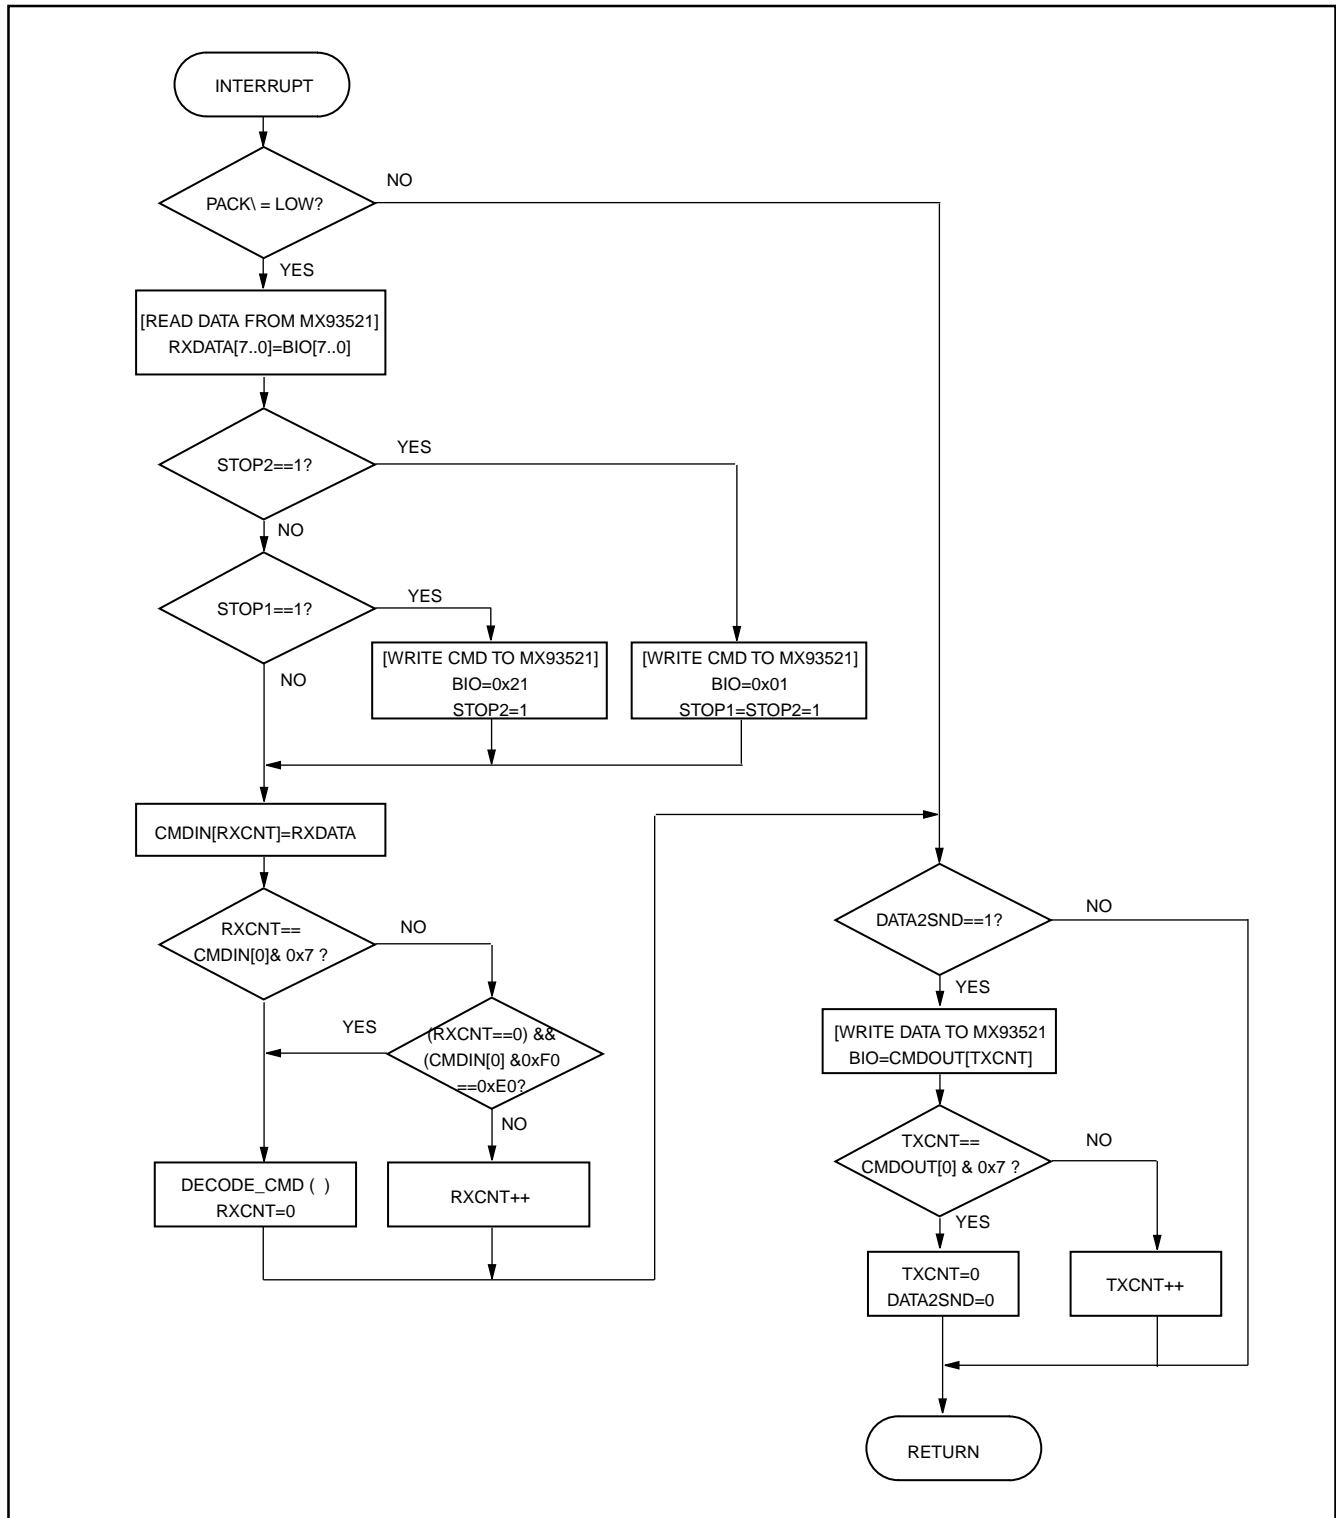 INTERRUPT
NO
PACK\ = LOW?
YES
[READ DATA FROM MX93521]
RXDATA[7..0]=BIO[7..0]
YES
STOP2==1?
NO
YES
STOP1==1?
NO
[WRITE CMD TO MX93521]
BIO=0x21
STOP2=1
[WRITE CMD TO MX93521]
BIO=0x01
STOP1=STOP2=1
CMDIN[RXCNT]=RXDATA
RXCNT==
CMDIN[0]& 0x7 ?
NO
YES
(RXCNT==0) &&
(CMDIN[0] &0xF0
==0xE0?
NO
DECODE_CMD ( )
RXCNT=0
RXCNT++
DATA2SND==1?
NO
YES
[WRITE DATA TO MX93521
BIO=CMDOUT[TXCNT]
TXCNT==
CMDOUT[0] & 0x7 ?
NO
YES
TXCNT=0
DATA2SND=0
TXCNT++
RETURN